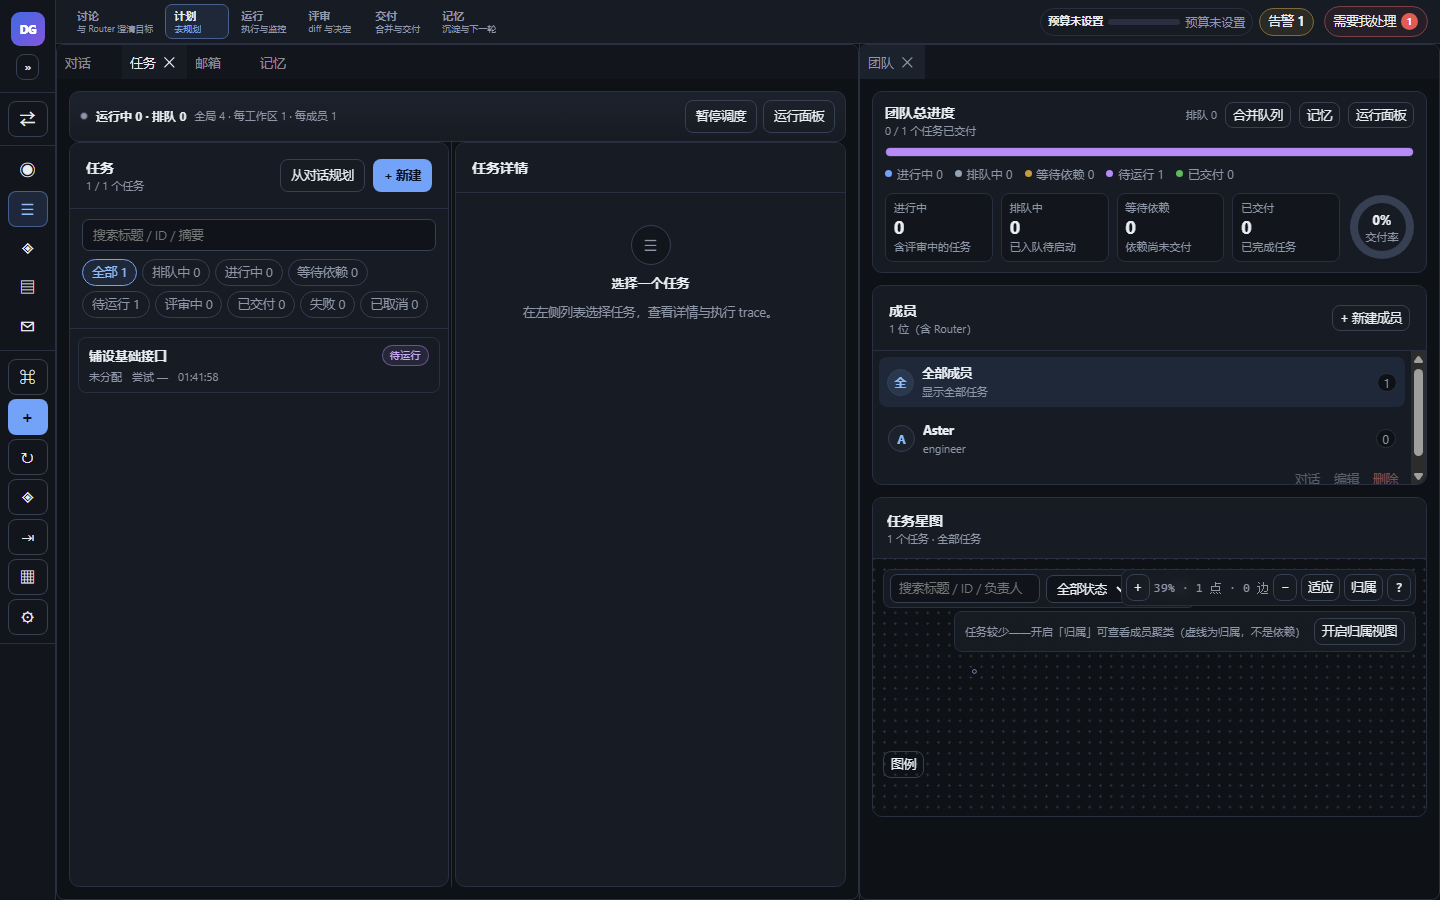 DG
»
讨论
与 Router 澄清目标
计划
去规划
运行
执行与监控
评审
diff 与决定
交付
合并与交付
记忆
沉淀与下一轮
预算未设置 预算未设置
告警 1
需要我处理 1
对话
任务
邮箱
记忆
团队
运行中 0 · 排队 0 全局 4 · 每工作区 1 · 每成员 1
暂停调度
运行面板
任务
1 / 1 个任务
从对话规划
+ 新建
搜索标题 / ID / 摘要
全部 1
排队中 0
进行中 0
等待依赖 0
待运行 1
评审中 0
已交付 0
失败 0
已取消 0
铺设基础接口
待运行
未分配 尝试 — 01:41:58
任务详情
选择一个任务
在左侧列表选择任务，查看详情与执行 trace。
团队总进度
0 / 1 个任务已交付
排队 0
合并队列
记忆
运行面板
进行中 0 排队中 0 等待依赖 0 待运行 1 已交付 0
进行中
0
含评审中的任务
排队中
0
已入队待启动
等待依赖
0
依赖尚未交付
已交付
0
已完成任务
0%
交付率
成员
1 位（含 Router）
+ 新建成员
全
全部成员
显示全部任务
1
A
Aster
engineer
0
对话 编辑 删除
任务星图
1 个任务 · 全部任务
搜索标题 / ID / 负责人
全部状态
+ 39% · 1 点 · 0 边 −
适应
归属
?
任务较少——开启「归属」可查看成员聚类（虚线为归属，不是依赖）
开启归属视图
图例